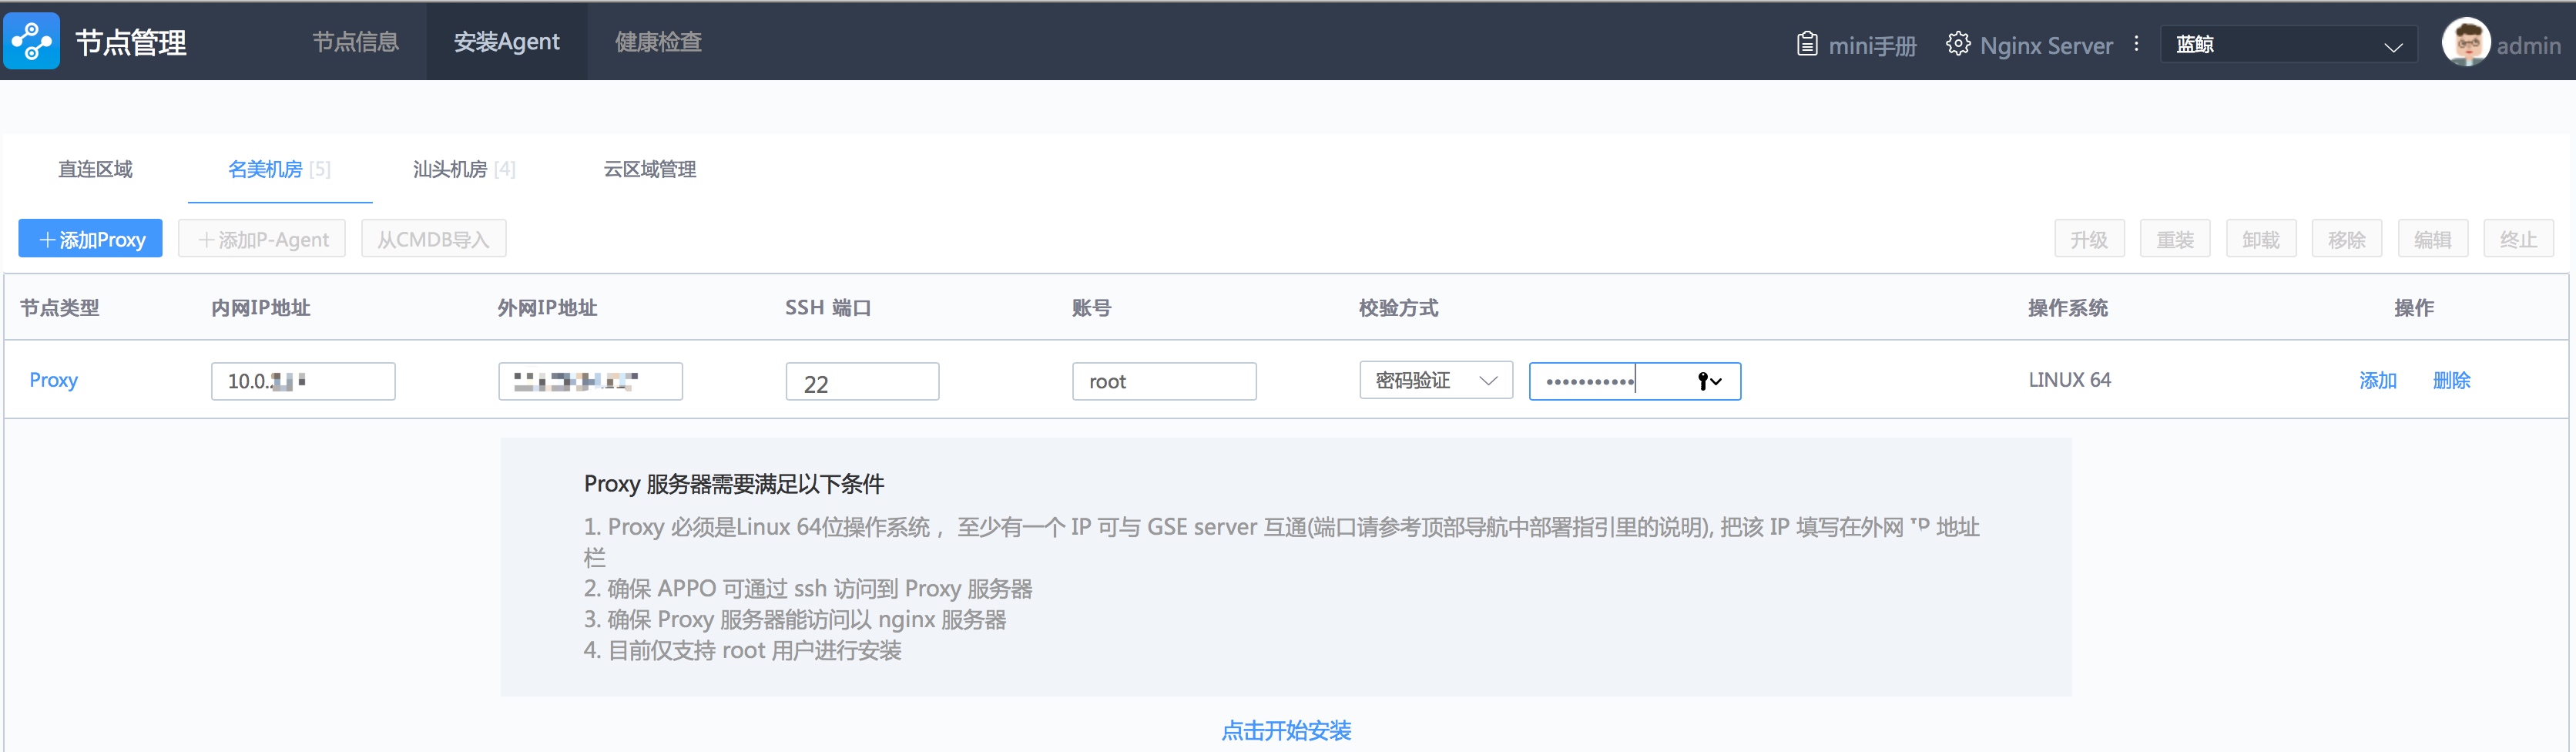 节点管理 节点信息 安装Agent 健康检查 mini手册 Nginx Server 蓝鲸 admin
直连区域 名美机房 [5] 汕头机房 [4] 云区域管理
+添加Proxy +添加P-Agent 从CMDB导入 升级 重装 卸载 移除 编辑 终止
节点类型 内网IP地址 外网IP地址 SSH 端口 账号 校验方式 操作系统 操作
Proxy 10.0. 22 root 密码验证 LINUX 64 添加 删除
Proxy 服务器需要满足以下条件
1. Proxy 必须是Linux 64位操作系统， 至少有一个 IP 可与 GSE server 互通(端口请参考顶部导航中部署指引里的说明), 把该 IP 填写在外网 IP 地址
栏
2. 确保 APPO 可通过 ssh 访问到 Proxy 服务器
3. 确保 Proxy 服务器能访问以 nginx 服务器
4. 目前仅支持 root 用户进行安装
点击开始安装